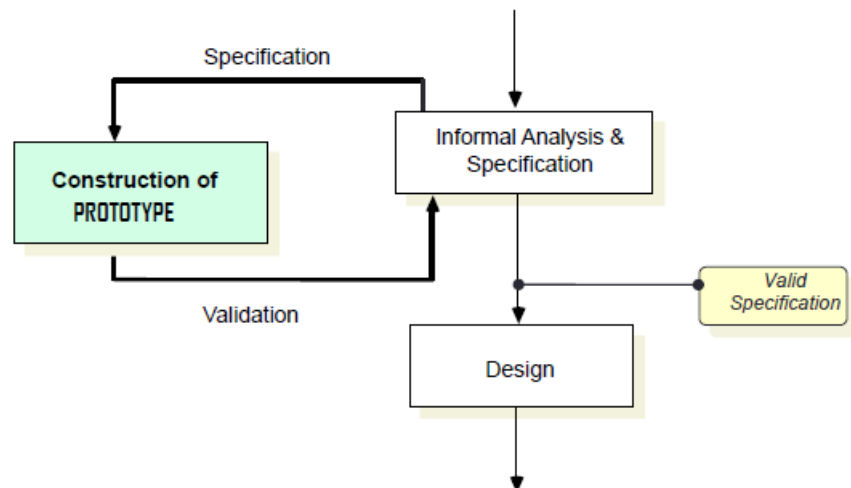 Specification
Informal Analysis &
Specification
Construction of
PROTOTYPE
Validation
Valid
Specification
Design